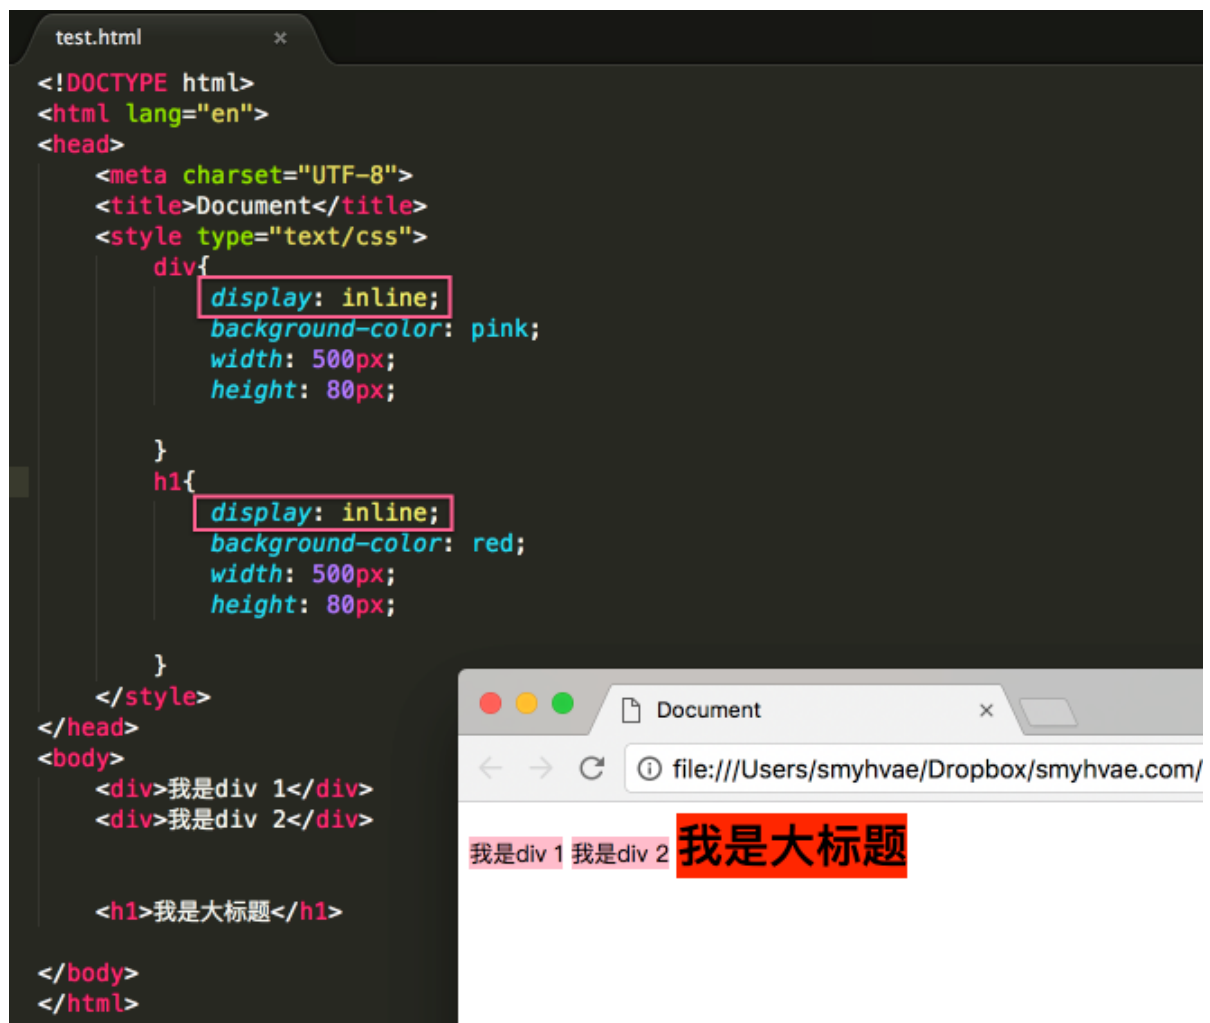 test.html ×
<!DOCTYPE html>
<html lang="en">
<head>
<meta charset="UTF-8">
<title>Document</title>
<style type="text/css">
div{
display: inline;
background-color: pink;
width: 500px;
height: 80px;
}
h1{
display: inline;
background-color: red;
width: 500px;
height: 80px;
}
</style>
</head>
<body>
<div>我是div 1</div>
<div>我是div 2</div>
<h1>我是大标题</h1>
</body>
</html>
Document ×
file:///Users/smyhvae/Dropbox/smyhvae.com/
我是div 1 我是div 2 我是大标题